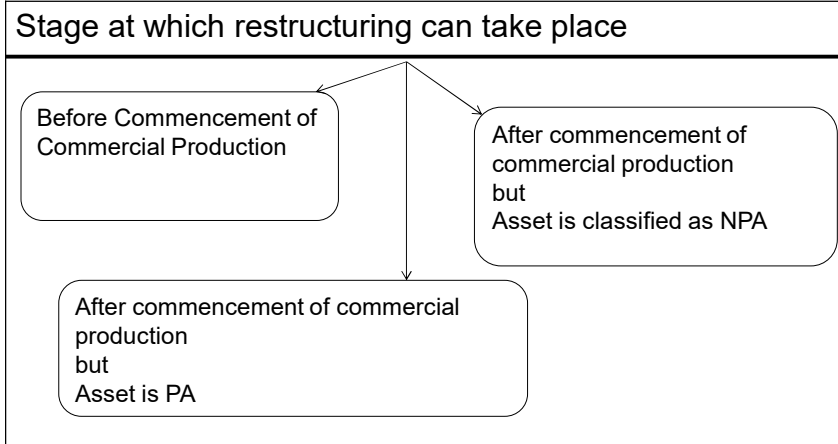 Stage at which restructuring can take place
Before Commencement of
Commercial Production
After commencement of
commercial production
but
Asset is classified as NPA
After commencement of commercial
production
but
Asset is PA